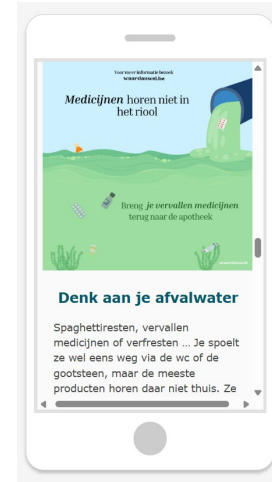 Voor meer informatie bezoek
waardanseel.be
Medicijnen horen niet in
het riool
Breng je vervallen medicijnen
terug naar de apotheek
Denk aan je afvalwater
Spaghettiresten, vervallen
medicijnen of verfresten ... Je spoelt
ze wel eens weg via de wc of de
gootsteen, maar de meeste
producten horen daar niet thuis. Ze